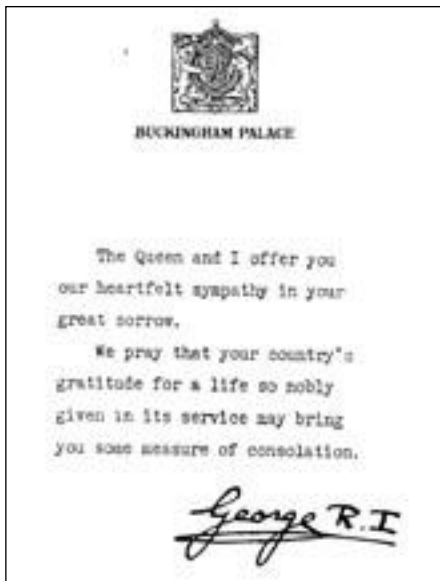 BUCKINGHAM PALACE
The Queen and I offer you
our heartfelt sympathy in your
great sorrow.
We pray that your country's
gratitude for a life so nobly
given in its service may bring
you some measure of consolation.
George R.I